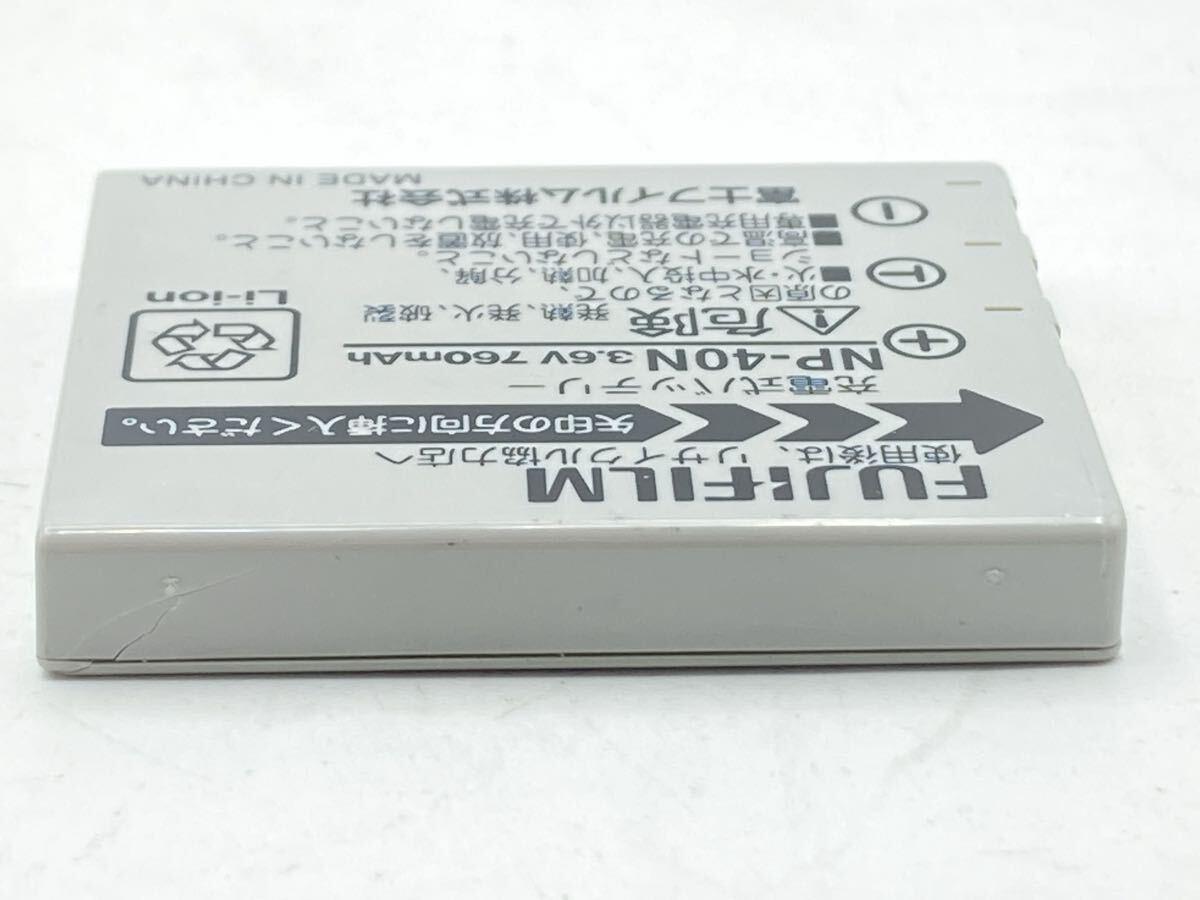 FUJIFILM
使用後は、リサイクル協力店へ
矢印の方向に挿入ください。
充電式バッテリー
NP-40N 3.6V 760mAh
危険 発熱、発火、破裂
の原因となるので、
■火・水中投入、加熱、分解、
ショートなどしないこと。
■高温での充電、使用、放置をしないこと。
■専用充電器以外で充電しないこと。
富士フイルム株式会社
MADE IN CHINA
Li-ion
+
T
−